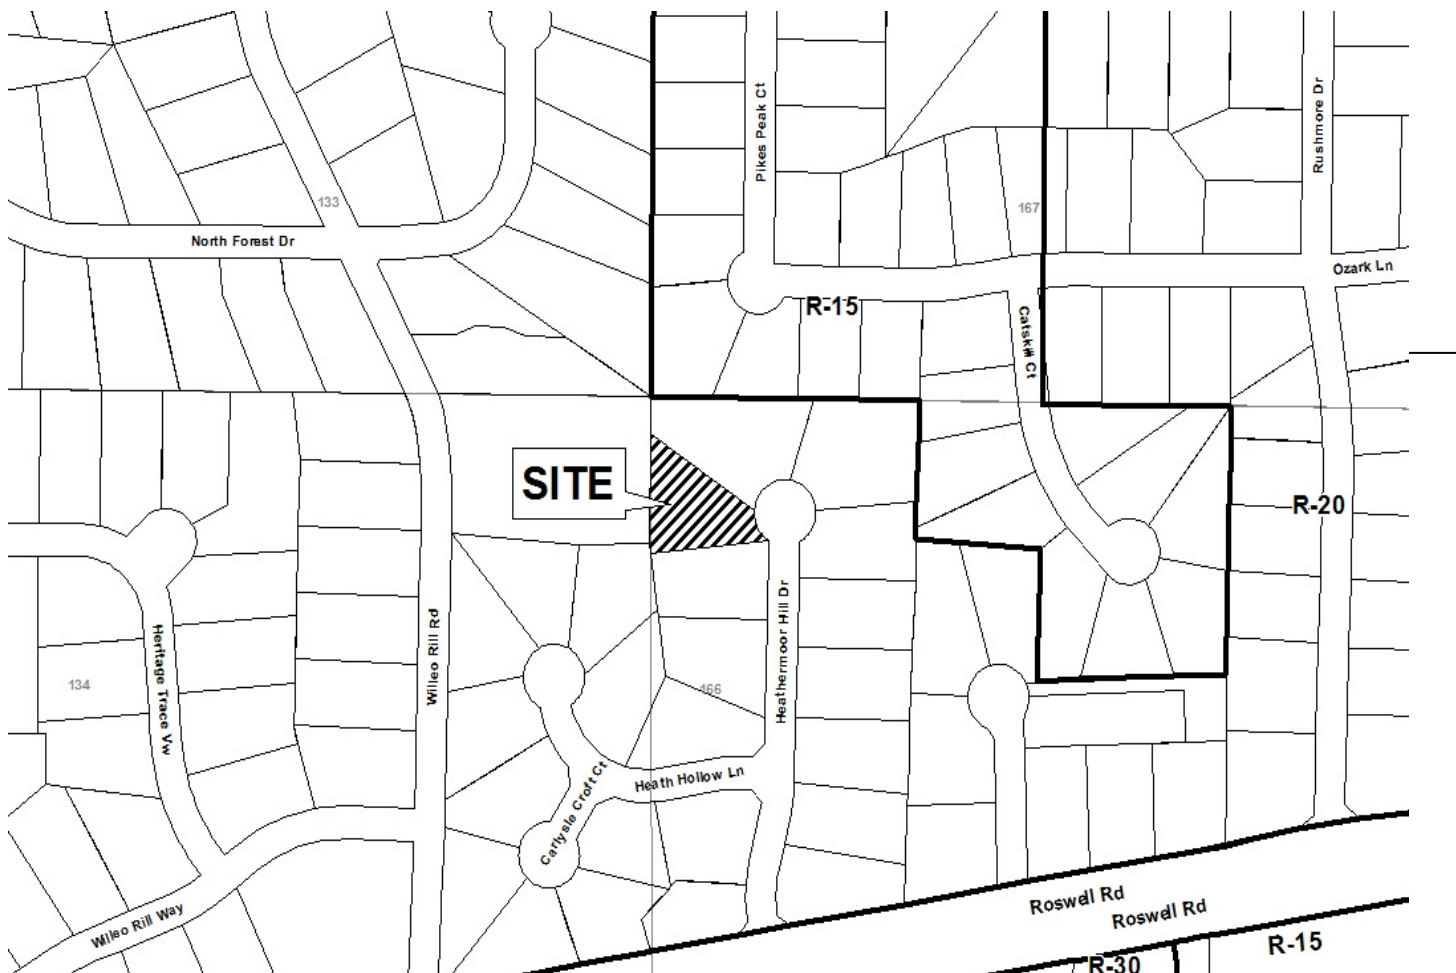 Pikes Peak Ct
Rushmore Dr
133
167
North Forest Dr
Ozark Ln
R-15
Catskill Ct
SITE
R-20
Heathermoor Hill Dr
Willeo Rill Rd
Heritage Trace Vw
134
166
Heath Hollow Ln
Carlysle Croft Ct
Roswell Rd
Roswell Rd
Willeo Rill Way
R-15
R-30